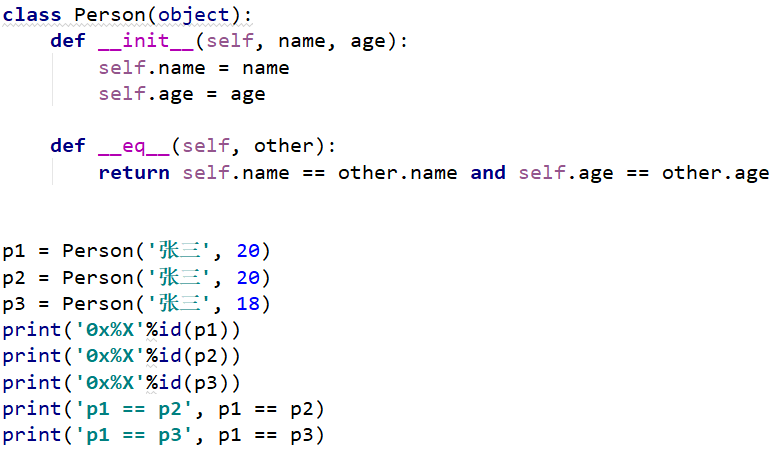 class Person(object):
    def __init__(self, name, age):
        self.name = name
        self.age = age
    def __eq__(self, other):
        return self.name == other.name and self.age == other.age
p1 = Person('张三', 20)
p2 = Person('张三', 20)
p3 = Person('张三', 18)
print('0x%X'%id(p1))
print('0x%X'%id(p2))
print('0x%X'%id(p3))
print('p1 == p2', p1 == p2)
print('p1 == p3', p1 == p3)